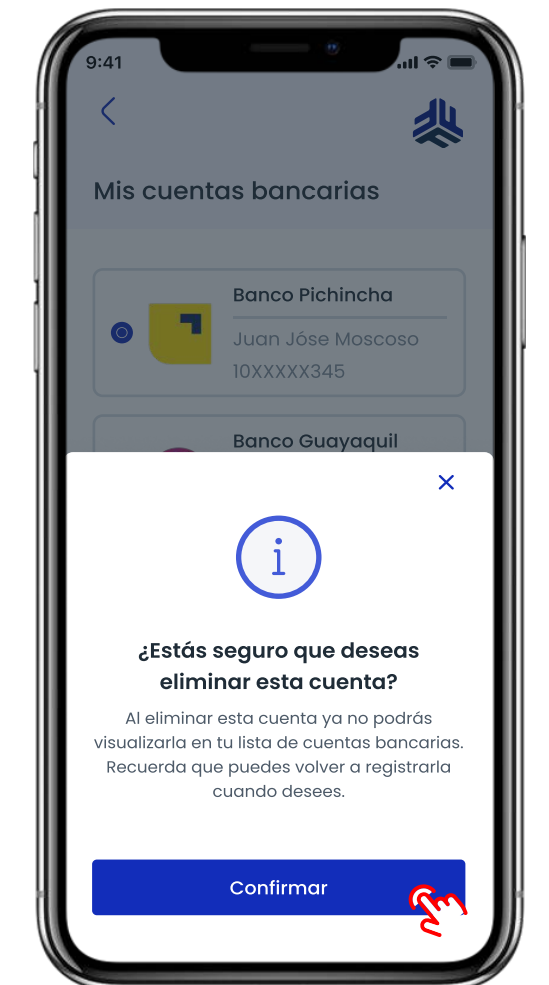 9:41
Mis cuentas bancarias
Banco Pichincha
Juan Jóse Moscoso
10XXXXX345
Banco Guayaquil
¿Estás seguro que deseas
eliminar esta cuenta?
Al eliminar esta cuenta ya no podrás
visualizarla en tu lista de cuentas bancarias.
Recuerda que puedes volver a registrarla
cuando desees.
Confirmar